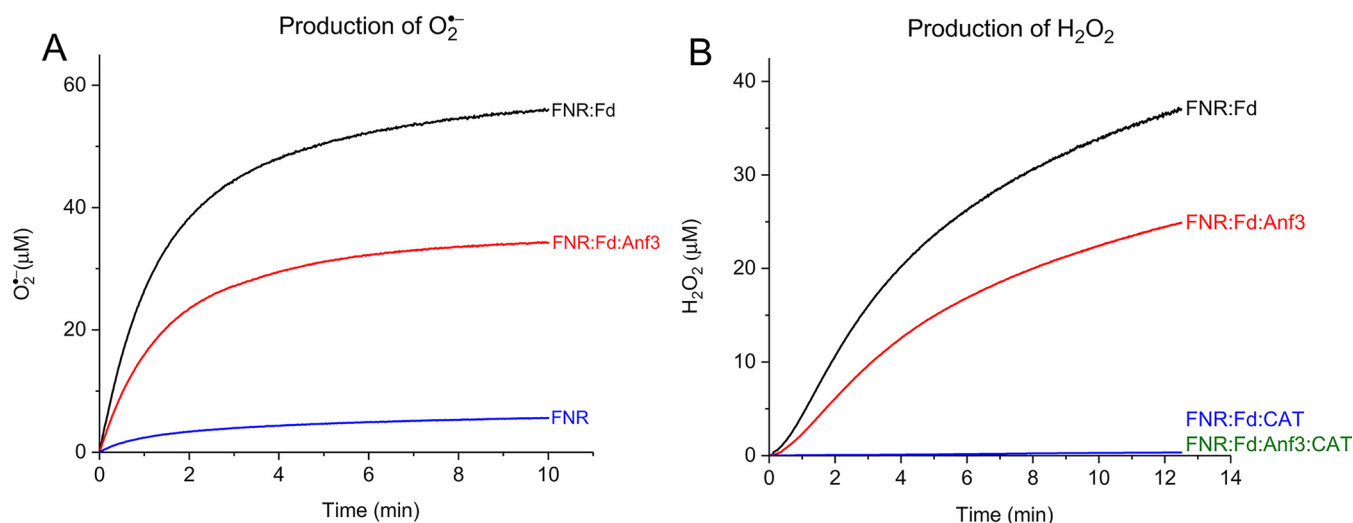 Production of O₂•−
A
60
40
20
0
O₂•−(μM)
FNR:Fd
FNR:Fd:Anf3
FNR
0 2 4 6 8 10
Time (min)
Production of H₂O₂
B
40
30
20
10
0
H₂O₂ (μM)
FNR:Fd
FNR:Fd:Anf3
FNR:Fd:CAT
FNR:Fd:Anf3:CAT
0 2 4 6 8 10 12 14
Time (min)